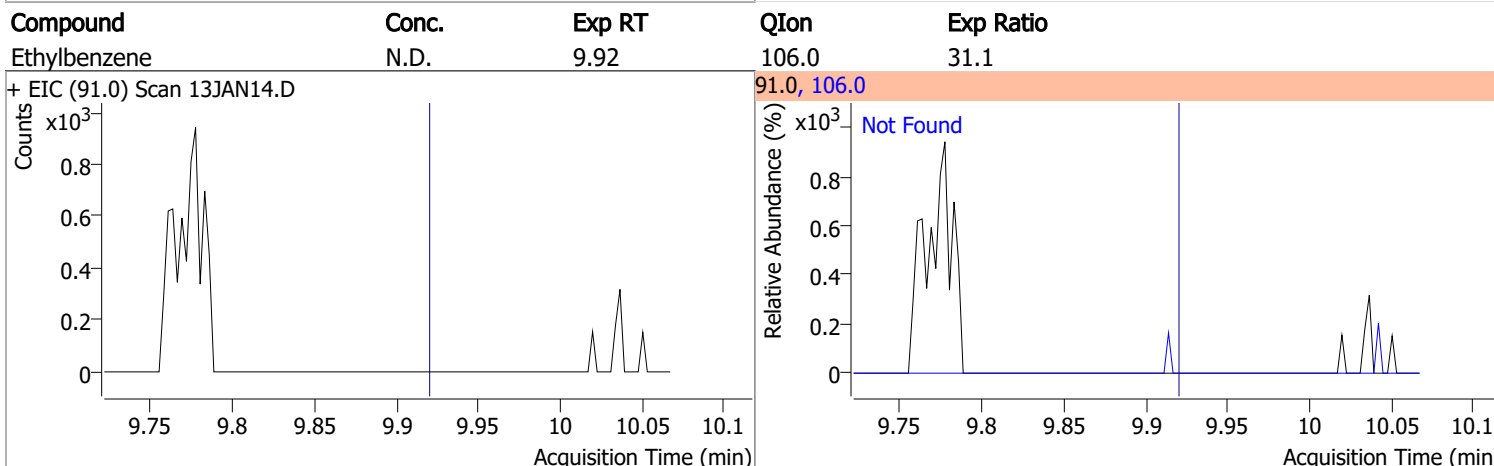 Compound Conc. Exp RT QIon Exp Ratio
Ethylbenzene N.D. 9.92 106.0 31.1
+ EIC (91.0) Scan 13JAN14.D
Counts
x10³
0.8
0.6
0.4
0.2
0
9.75 9.8 9.85 9.9 9.95 10 10.05 10.1
Acquisition Time (min)
91.0, 106.0
Relative Abundance (%)
x10³
Not Found
0.8
0.6
0.4
0.2
0
9.75 9.8 9.85 9.9 9.95 10 10.05 10.1
Acquisition Time (min)